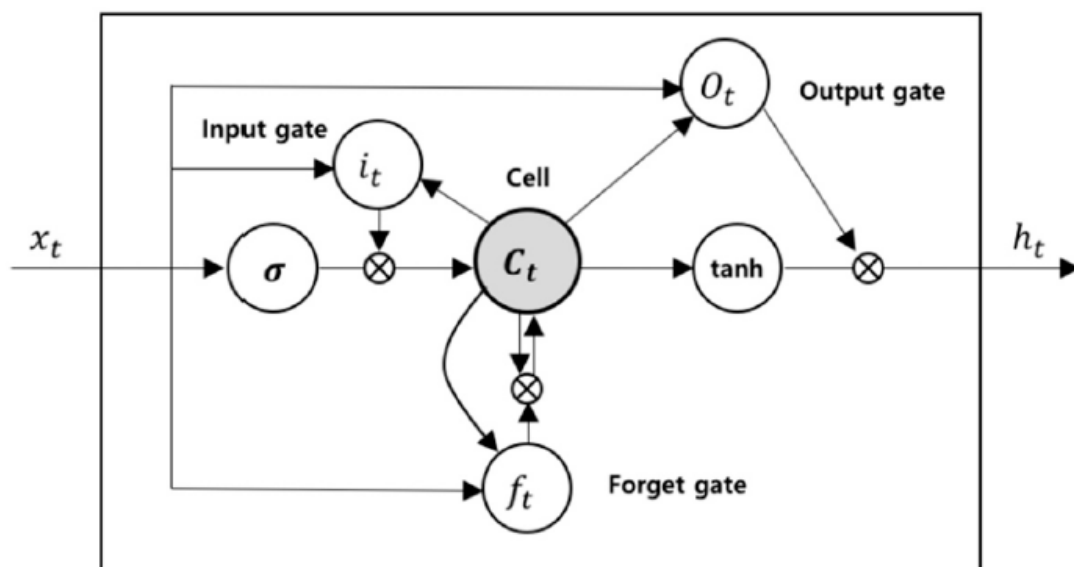 O_t
Output gate
Input gate
i_t
Cell
x_t
σ
C_t
tanh
h_t
f_t
Forget gate